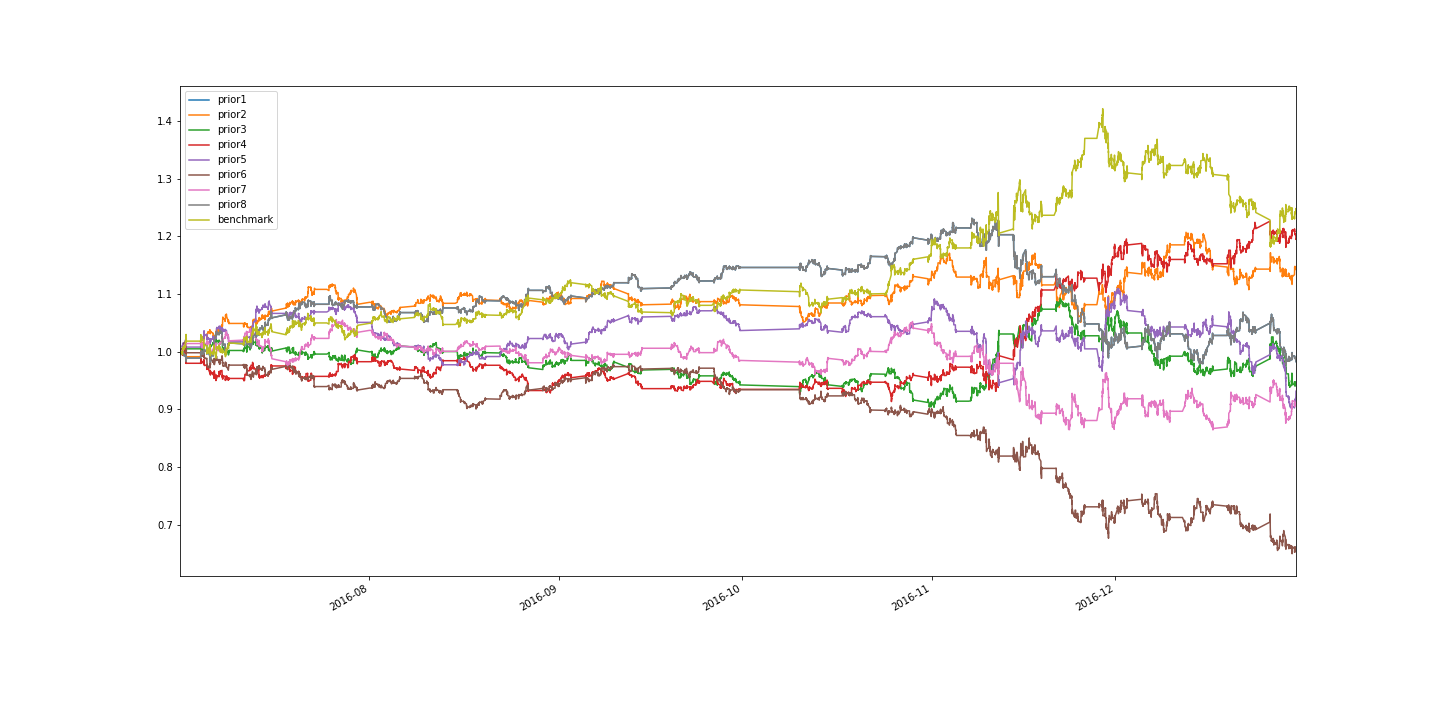 prior1
prior2
prior3
prior4
prior5
prior6
prior7
prior8
benchmark
1.4
1.3
1.2
1.1
1.0
0.9
0.8
0.7
2016-08
2016-09
2016-10
2016-11
2016-12